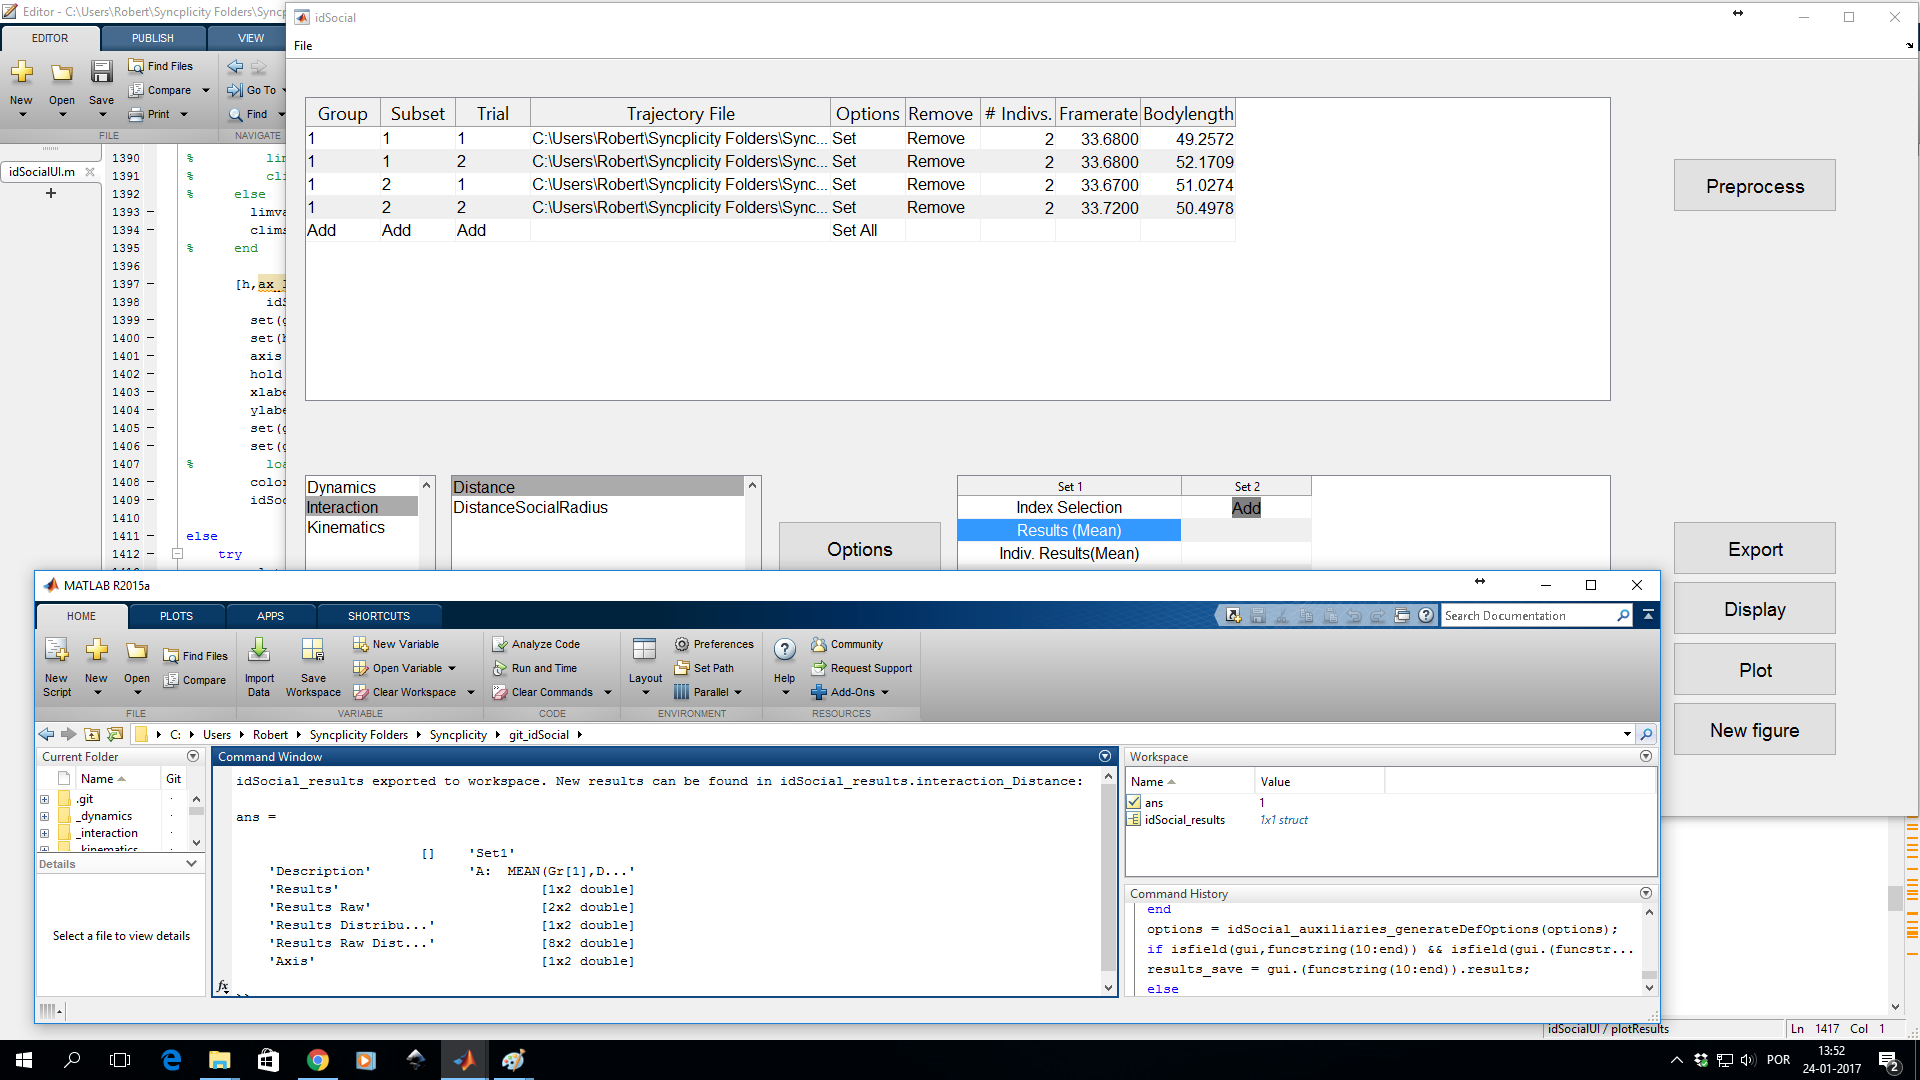 Editor - C:\Users\Robert\Syncplicity Folders\Syncp
idSocial
EDITOR PUBLISH VIEW
File
New Open Save
Find Files
Compare
Print
Go To
Find
FILE NAVIGATE
idSocialUI.m
1390 % lin
1391 % cli
1392 % else
1393 limva
1394 clims
1395 % end
1396
1397 [h,ax_
1398 idS
1399 set(g
1400 set(h
1401 axis
1402 hold
1403 xlabe
1404 ylabe
1405 set(g
1406 set(g
1407 % loa
1408 color
1409 idSoc
1410
1411 else
1412 try
Group Subset Trial Trajectory File Options Remove # Indivs. Framerate Bodylength
1 1 1 C:\Users\Robert\Syncplicity Folders\Sync... Set Remove 2 33.6800 49.2572
1 1 2 C:\Users\Robert\Syncplicity Folders\Sync... Set Remove 2 33.6800 52.1709
1 2 1 C:\Users\Robert\Syncplicity Folders\Sync... Set Remove 2 33.6700 51.0274
1 2 2 C:\Users\Robert\Syncplicity Folders\Sync... Set Remove 2 33.7200 50.4978
Add Add Add Set All
Preprocess
Dynamics
Interaction
Kinematics
Distance
DistanceSocialRadius
Options
Set 1 Set 2
Index Selection Add
Results (Mean)
Indiv. Results(Mean)
Export
Display
Plot
New figure
MATLAB R2015a
HOME PLOTS APPS SHORTCUTS
Search Documentation
New Script
New
Open
Find Files
Compare
Import Data
Save Workspace
New Variable
Open Variable
Clear Workspace
Analyze Code
Run and Time
Clear Commands
Layout
Preferences
Set Path
Parallel
Help
Community
Request Support
Add-Ons
FILE VARIABLE CODE ENVIRONMENT RESOURCES
C: Users Robert Syncplicity Folders Syncplicity git_idSocial
Current Folder
Name Git
.git
_dynamics
_interaction
_kinematics
Details
Select a file to view details
Command Window
idSocial_results exported to workspace. New results can be found in idSocial_results.interaction_Distance:
ans =
[] 'Set1'
'Description' 'A: MEAN(Gr[1],D...'
'Results' [1x2 double]
'Results Raw' [2x2 double]
'Results Distribu...' [1x2 double]
'Results Raw Dist...' [8x2 double]
'Axis' [1x2 double]
fx >>
Workspace
Name Value
ans 1
idSocial_results 1x1 struct
Command History
end
options = idSocial_auxiliaries_generateDefOptions(options);
if isfield(gui,funcstring(10:end)) && isfield(gui.(funcstr...
results_save = gui.(funcstring(10:end)).results;
else
idSocialUI / plotResults Ln 1417 Col 1
POR
13:52
24-01-2017
2